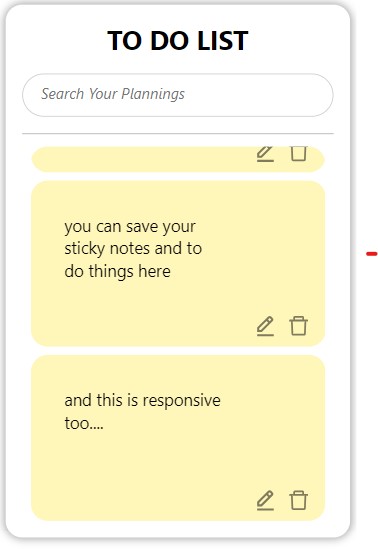 TO DO LIST
Search Your Plannings
you can save your
sticky notes and to
do things here
and this is responsive
too....